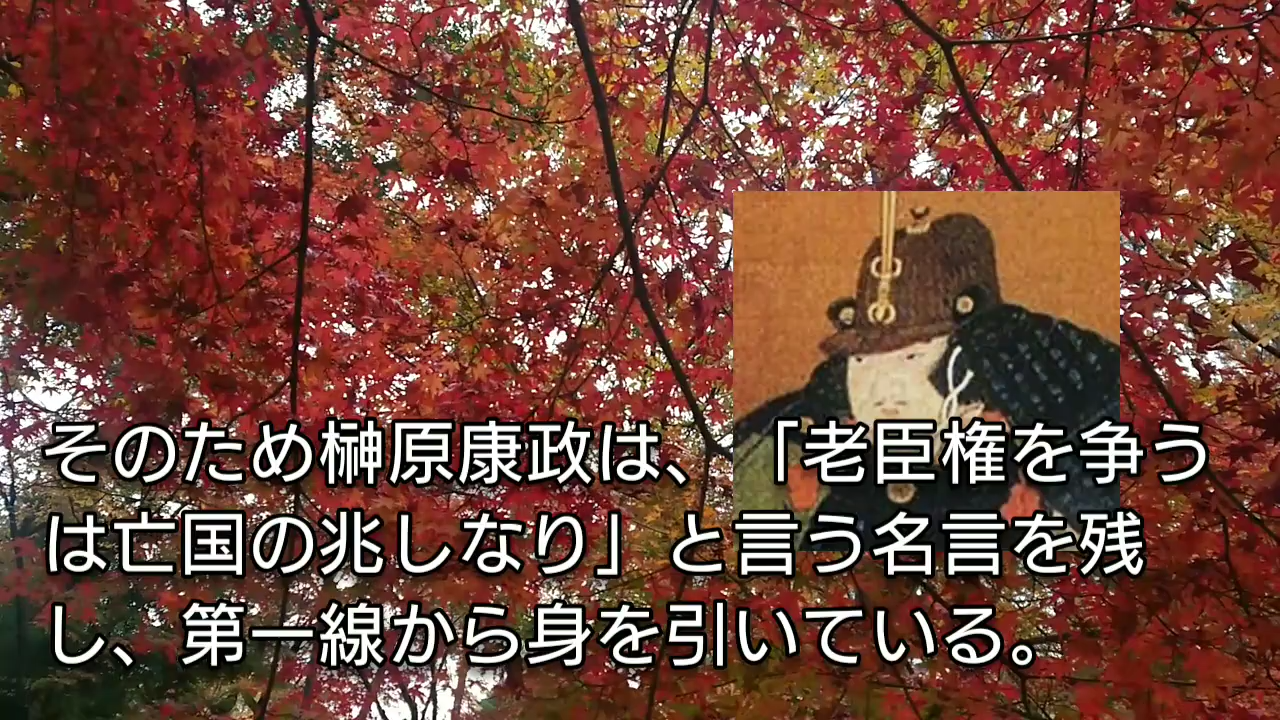 そのため榊原康政は、「老臣権を争う
は亡国の兆しなり」と言う名言を残
し、第一線から身を引いている。